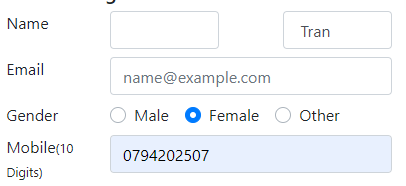 Name Tran
Email name@example.com
Gender Male Female Other
Mobile(10 0794202507
Digits)